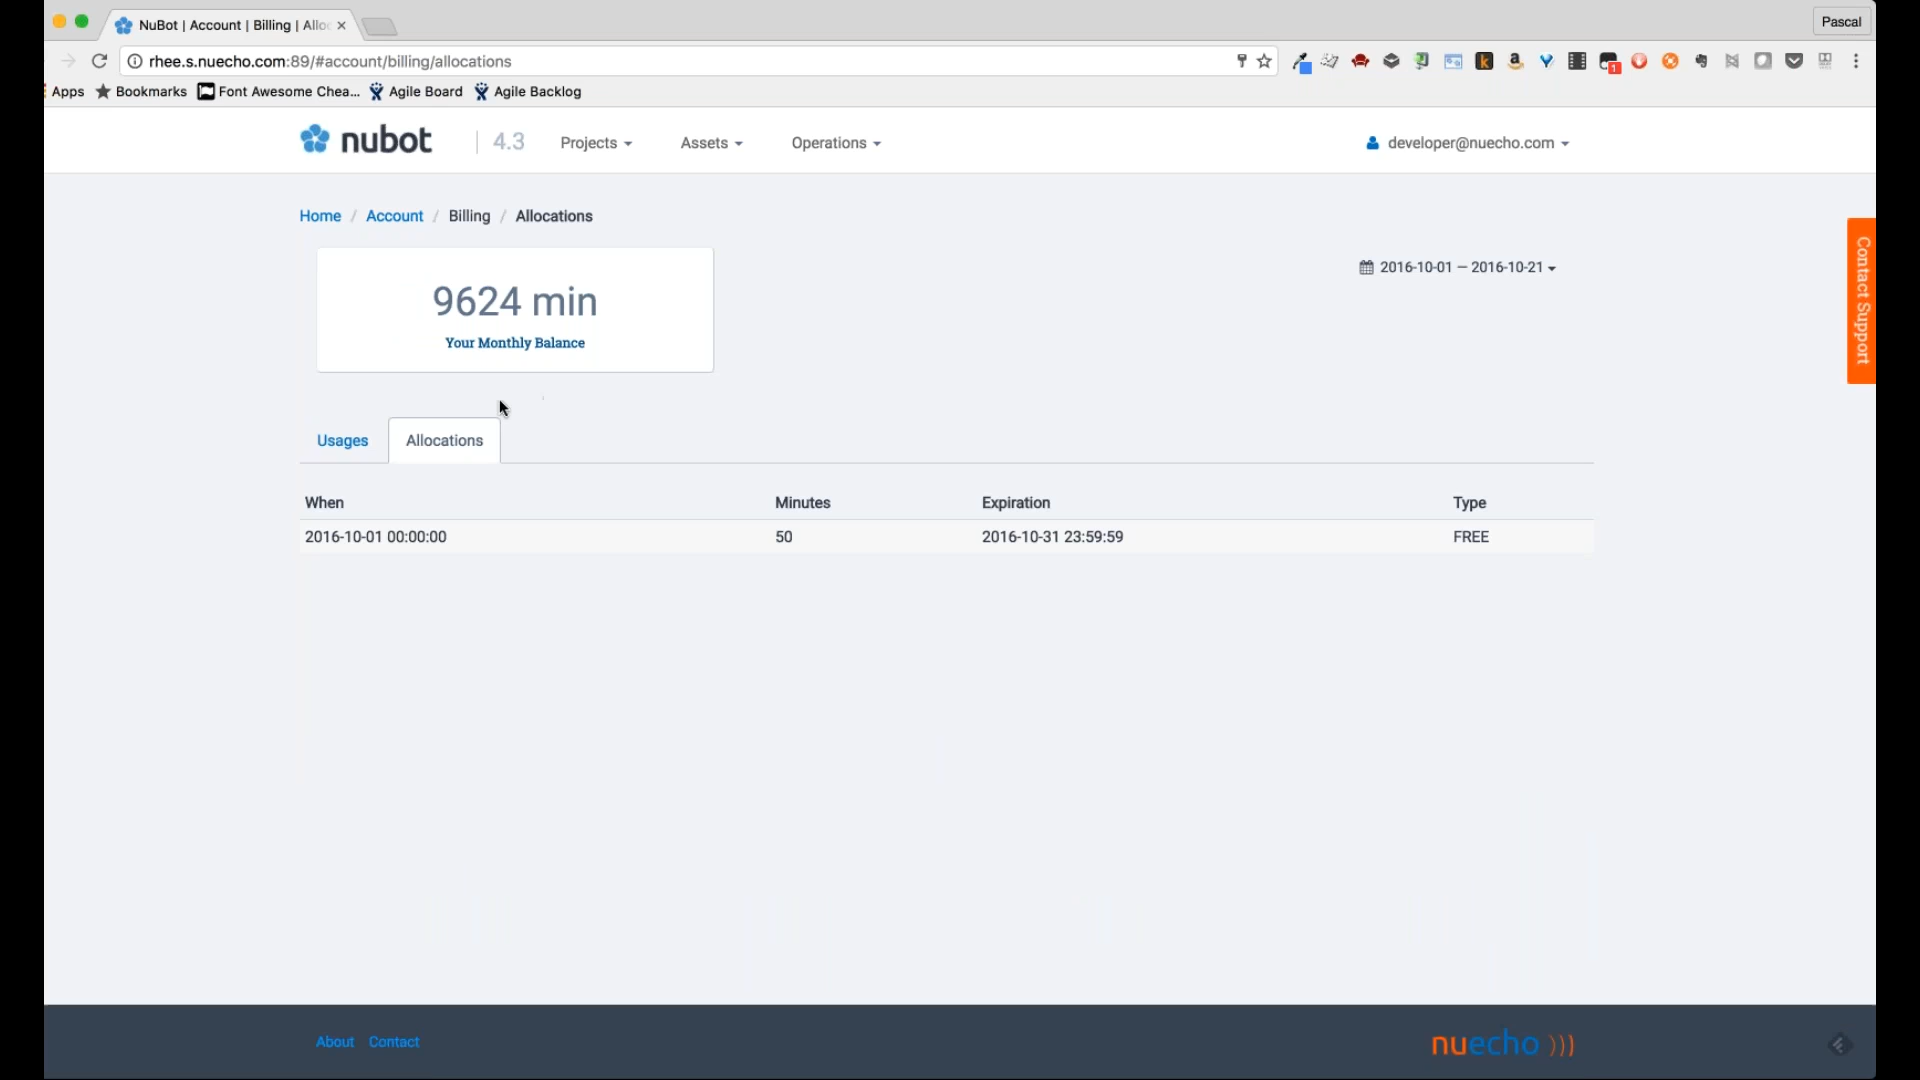 NuBot | Account | Billing | Alloc
Pascal
rhee.s.nuecho.com:89/#account/billing/allocations
Apps Bookmarks Font Awesome Chea... Agile Board Agile Backlog
nubot 4.3 Projects Assets Operations developer@nuecho.com
Home / Account / Billing / Allocations
2016-10-01 — 2016-10-21
9624 min
Your Monthly Balance
Contact Support
Usages Allocations
When Minutes Expiration Type
2016-10-01 00:00:00 50 2016-10-31 23:59:59 FREE
About Contact
nuecho )))